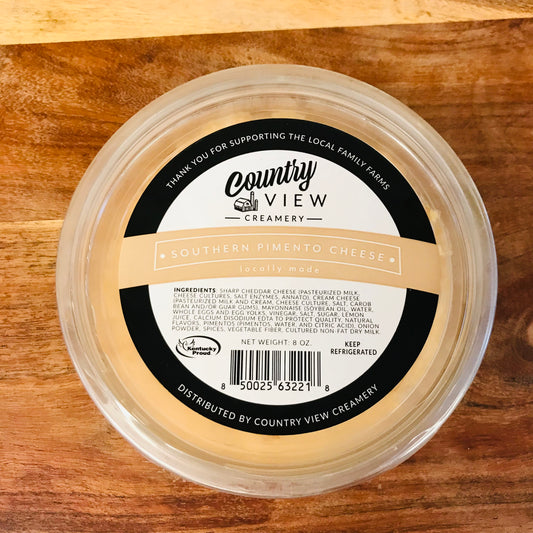 THANK YOU FOR SUPPORTING THE LOCAL FAMILY FARMS
Country
VIEW
CREAMERY
• SOUTHERN PIMENTO CHEESE •
locally made
INGREDIENTS: SHARP CHEDDAR CHEESE (PASTEURIZED MILK,
CHEESE CULTURES, SALT ENZYMES, ANNATO), CREAM CHEESE
(PASTEURIZED MILK AND CREAM, CHEESE CULTURE, SALT, CAROB
BEAN AND/OR GUAR GUMS), MAYONNAISE (SOYBEAN OIL, WATER,
WHOLE EGGS AND EGG YOLKS, VINEGAR, SALT, SUGAR, LEMON
JUICE, CALCIUM DISODIUM EDTA TO PROTECT QUALITY, NATURAL
FLAVORS), PIMENTOS (PIMENTOS, WATER, AND CITRIC ACID), ONION
POWDER, SPICES, VEGETABLE FIBER, CULTURED NON-FAT DRY MILK
Kentucky
Proud
NET WEIGHT: 8 OZ.
KEEP
REFRIGERATED
8 50025 63221 8
DISTRIBUTED BY COUNTRY VIEW CREAMERY